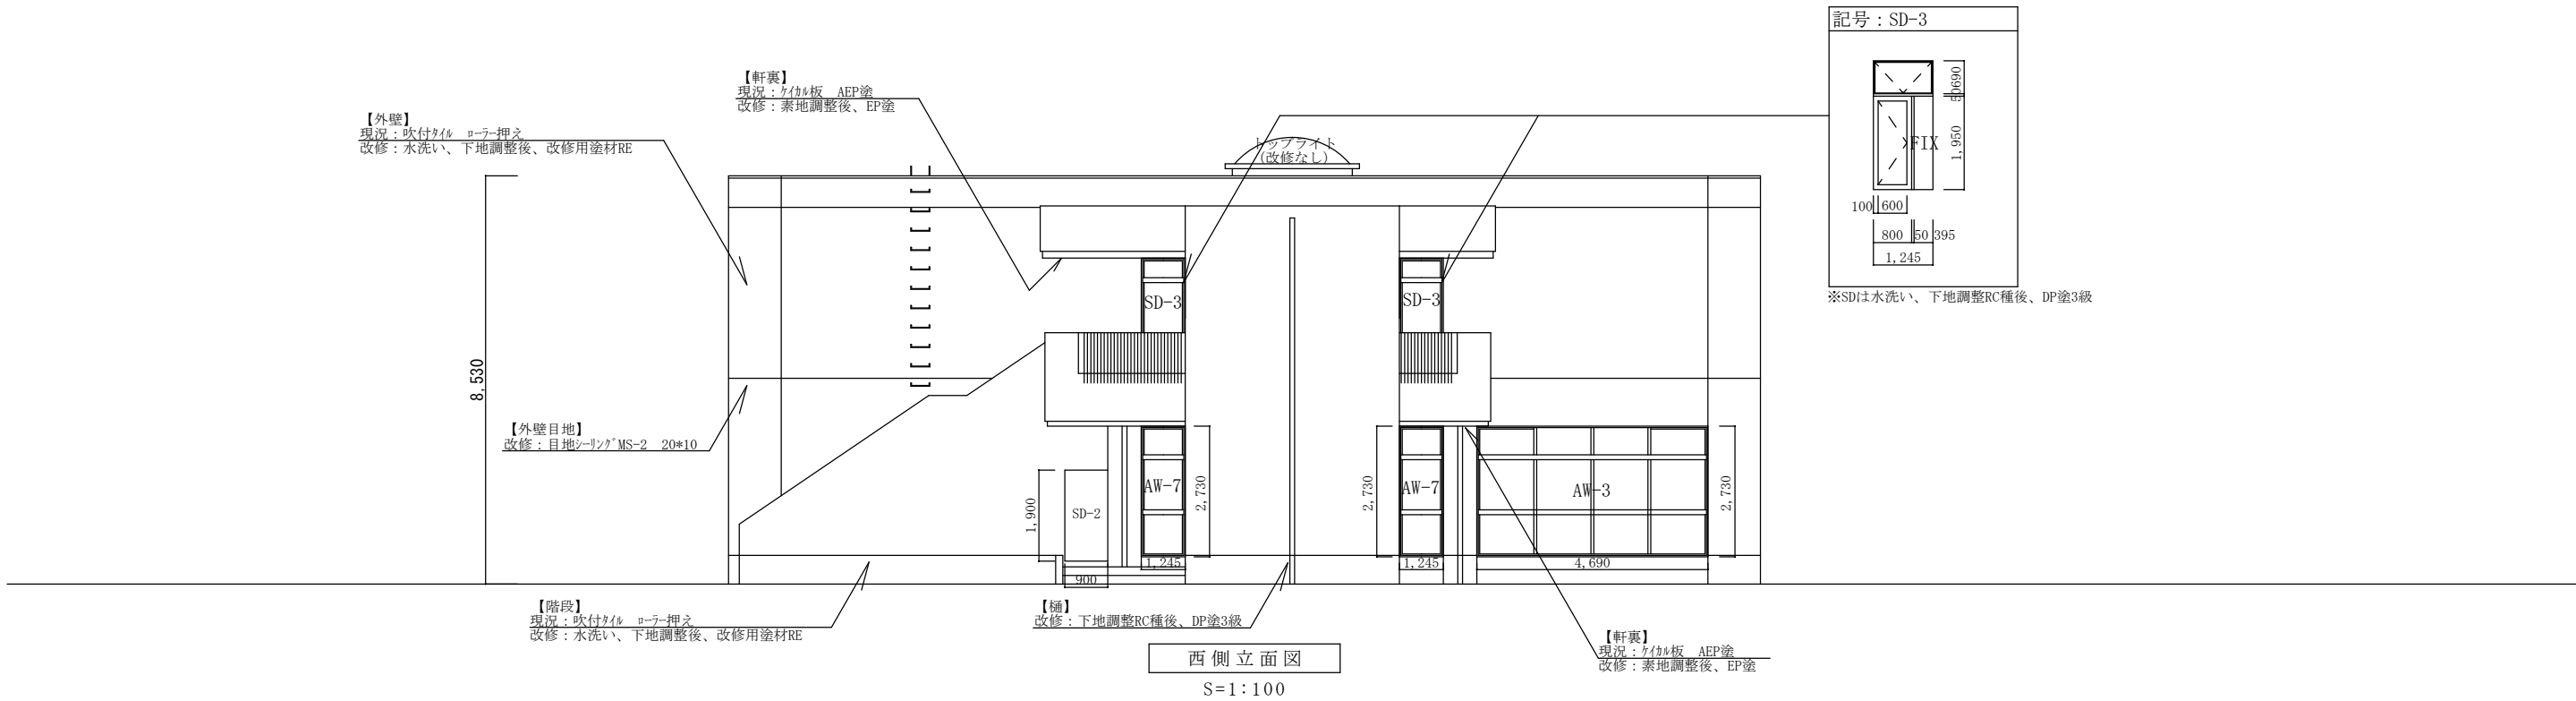 記号：SD-3
50690
1,950
FIX
100 600
800 50 395
1,245
※SDは水洗い、下地調整RC種後、DP塗3級
【軒裏】
現況：ｹｲｶﾙ板　AEP塗
改修：素地調整後、EP塗
【外壁】
現況：吹付ﾀｲﾙ　ﾛｰﾗｰ押え
改修：水洗い、下地調整後、改修用塗材RE
トップライト
（改修なし）
8,530
SD-3
SD-3
【外壁目地】
改修：目地ｼｰﾘﾝｸﾞMS-2　20*10
1,900
SD-2
900
AW-7
2,730
1,245
2,730
AW-7
1,245
AW-3
4,690
2,730
【階段】
現況：吹付ﾀｲﾙ　ﾛｰﾗｰ押え
改修：水洗い、下地調整後、改修用塗材RE
【樋】
改修：下地調整RC種後、DP塗3級
【軒裏】
現況：ｹｲｶﾙ板　AEP塗
改修：素地調整後、EP塗
西側立面図
S=1:100